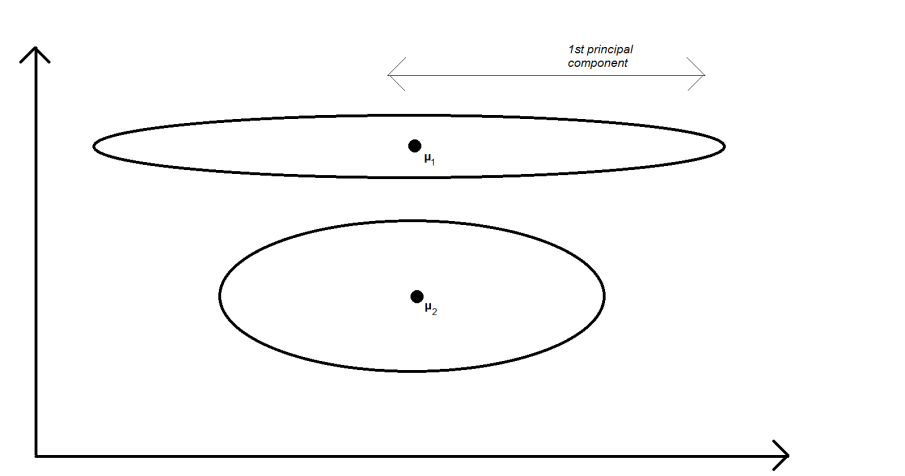 1st principal
component
μ₁
μ₂